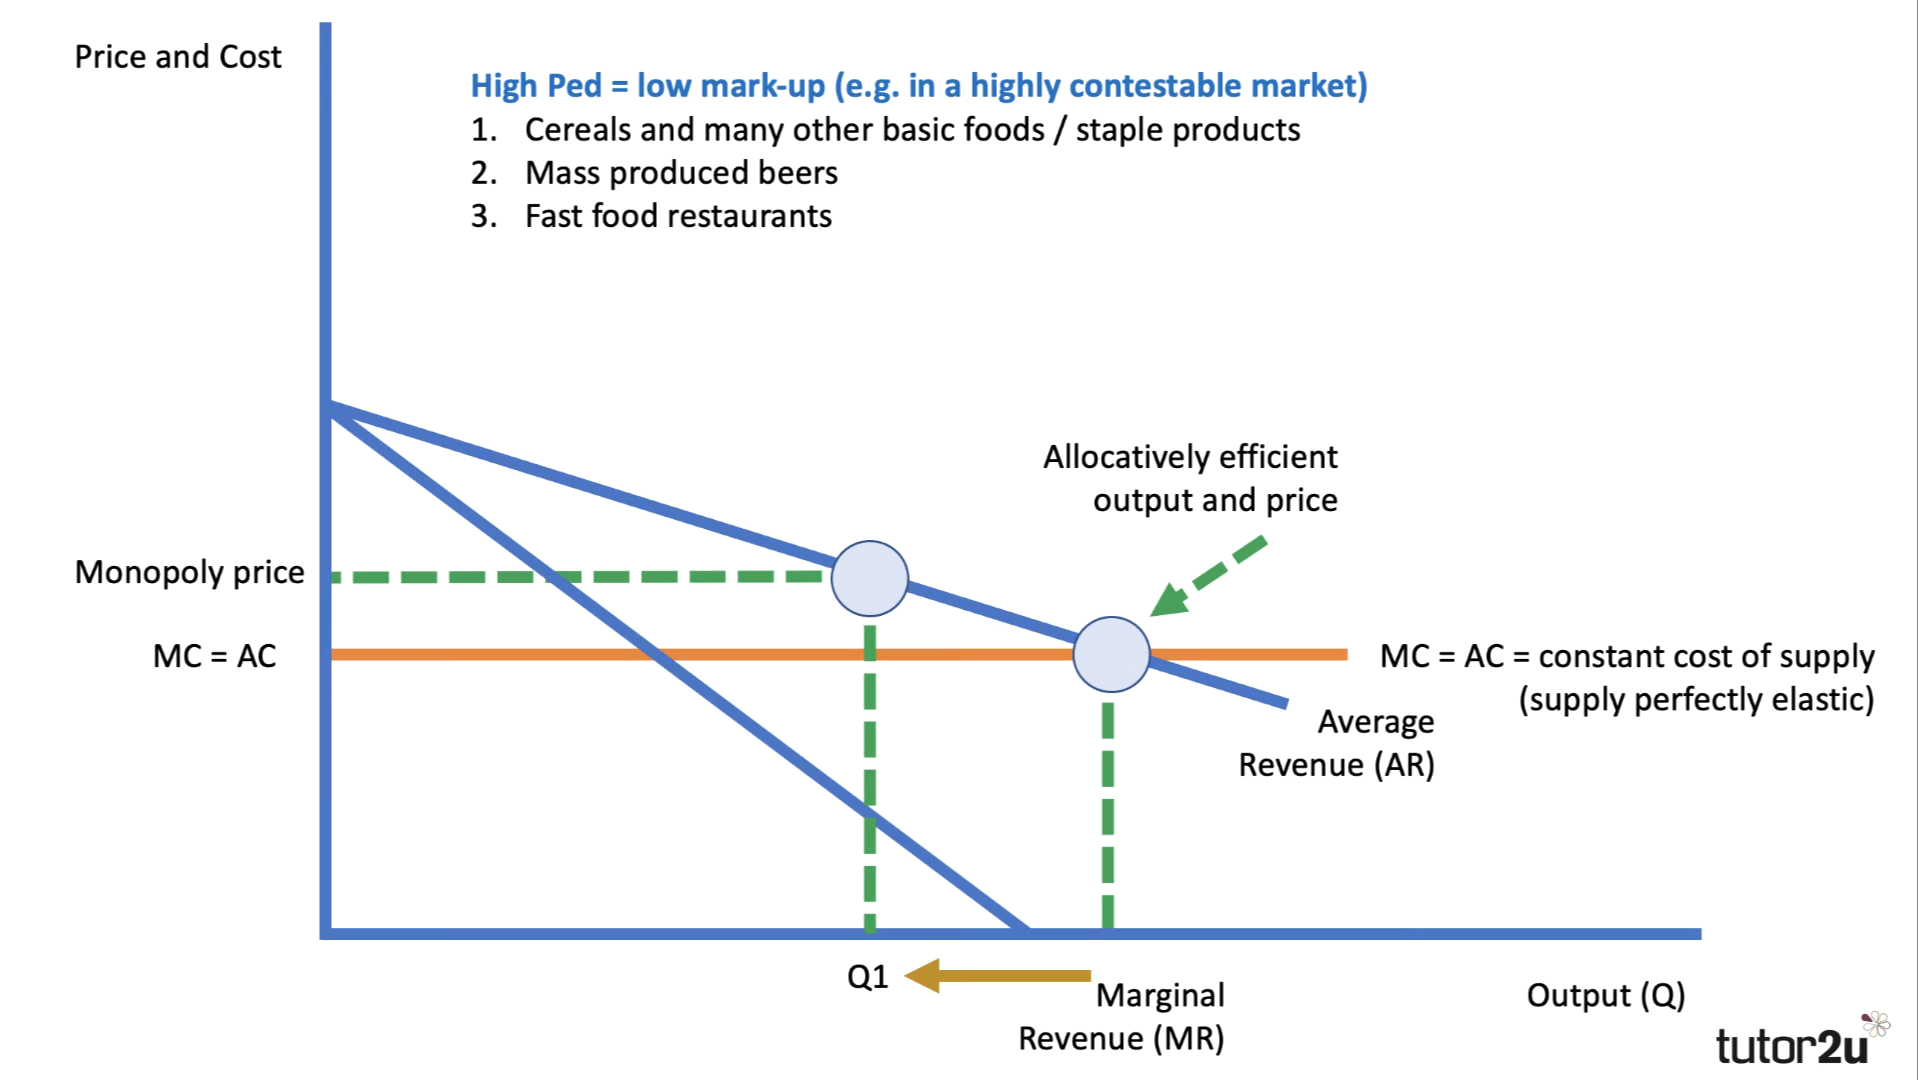 Price and Cost
High Ped = low mark-up (e.g. in a highly contestable market)
1. Cereals and many other basic foods / staple products
2. Mass produced beers
3. Fast food restaurants
Allocatively efficient
output and price
Monopoly price
MC = AC
MC = AC = constant cost of supply
(supply perfectly elastic)
Average
Revenue (AR)
Q1
Marginal
Revenue (MR)
Output (Q)
tutor2u